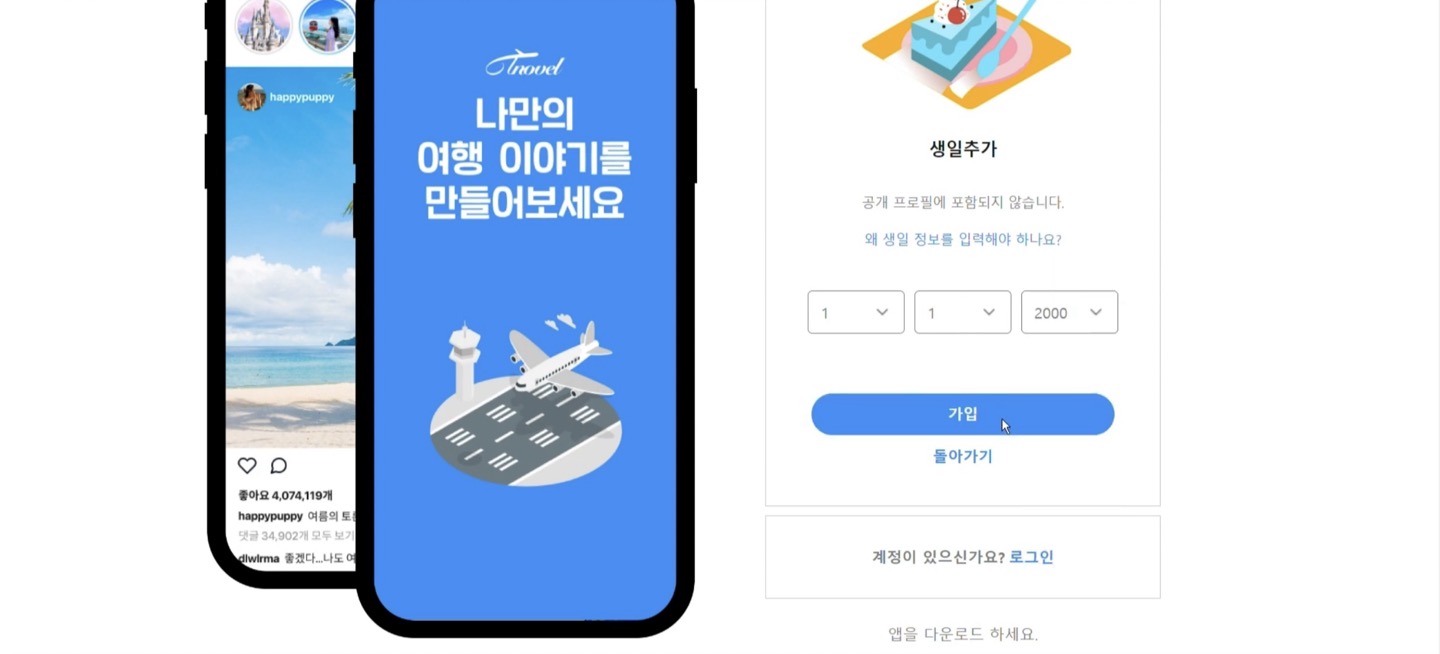 happypuppy
좋아요 4,074,119개
happypuppy 여름의 토
댓글 34,902개 모두 보기
dlwlrma 좋겠다...나도 여
Tnovel
나만의
여행 이야기를
만들어보세요
생일추가
공개 프로필에 포함되지 않습니다.
왜 생일 정보를 입력해야 하나요?
1 1 2000
가입
돌아가기
계정이 있으신가요? 로그인
앱을 다운로드 하세요.